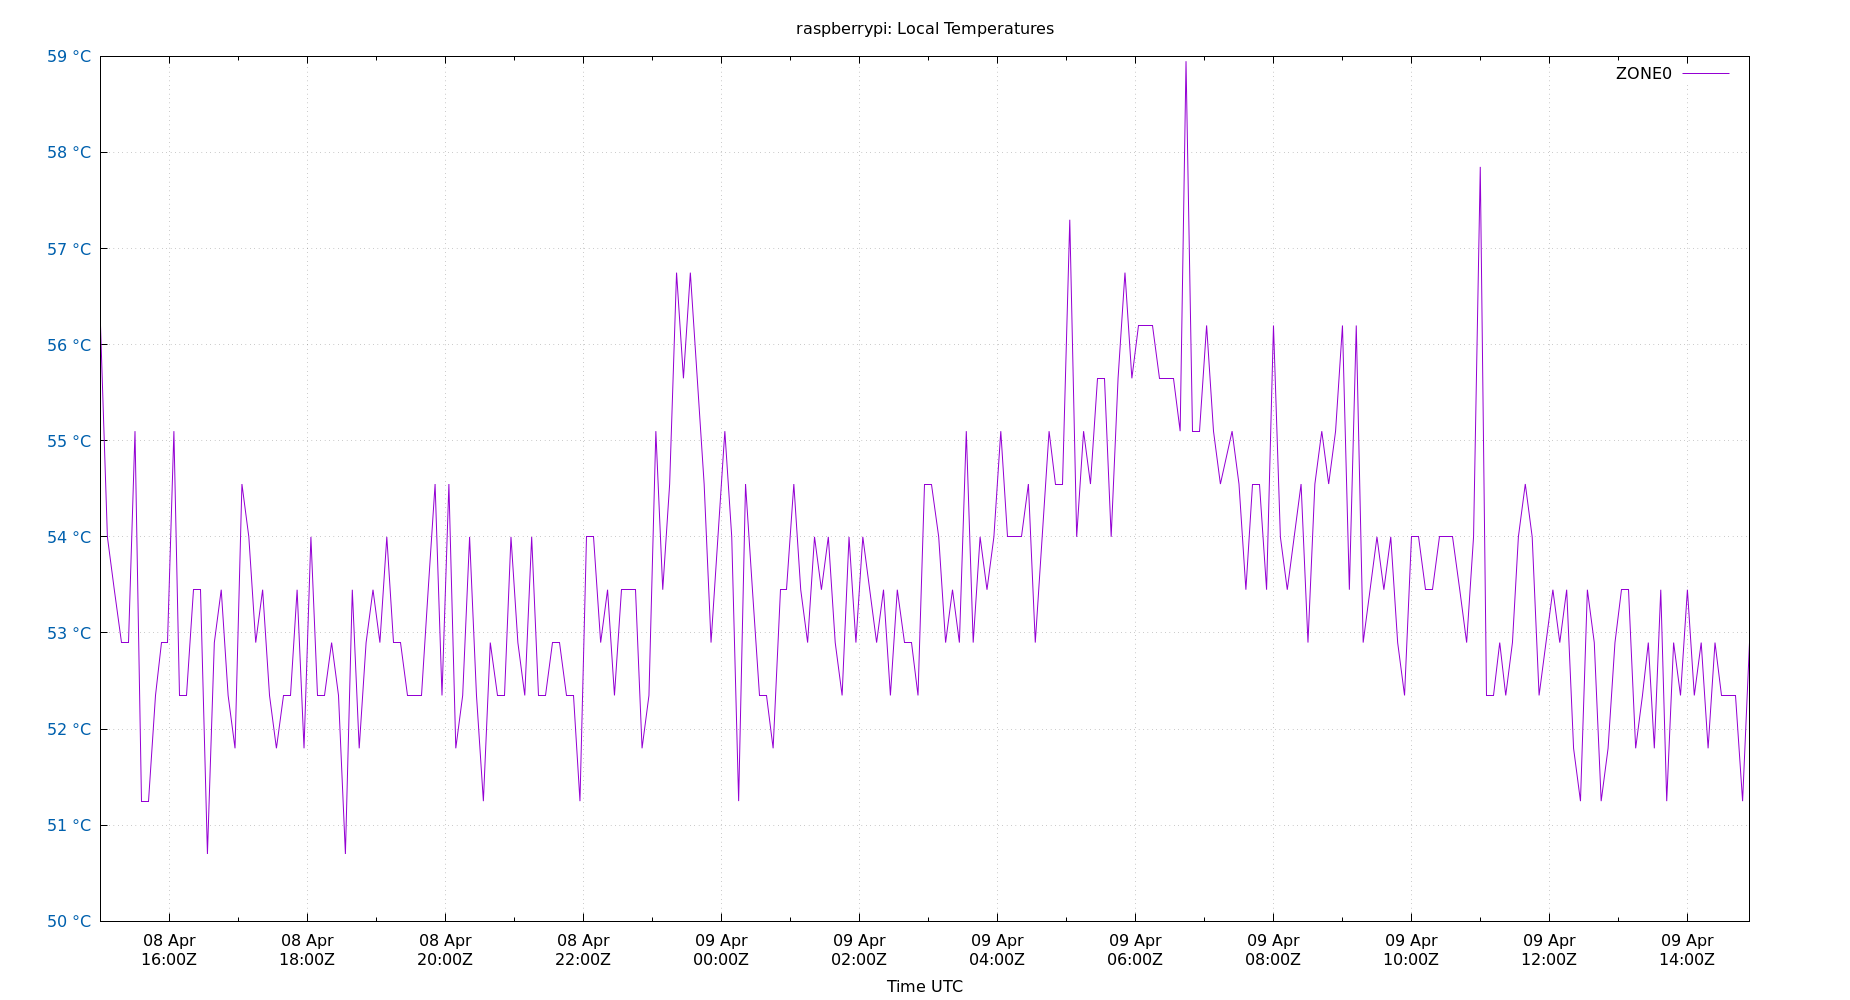 raspberrypi: Local Temperatures
ZONE0
59 °C
58 °C
57 °C
56 °C
55 °C
54 °C
53 °C
52 °C
51 °C
50 °C
08 Apr 08 Apr 08 Apr 08 Apr 09 Apr 09 Apr 09 Apr 09 Apr 09 Apr 09 Apr 09 Apr 09 Apr
16:00Z 18:00Z 20:00Z 22:00Z 00:00Z 02:00Z 04:00Z 06:00Z 08:00Z 10:00Z 12:00Z 14:00Z
Time UTC